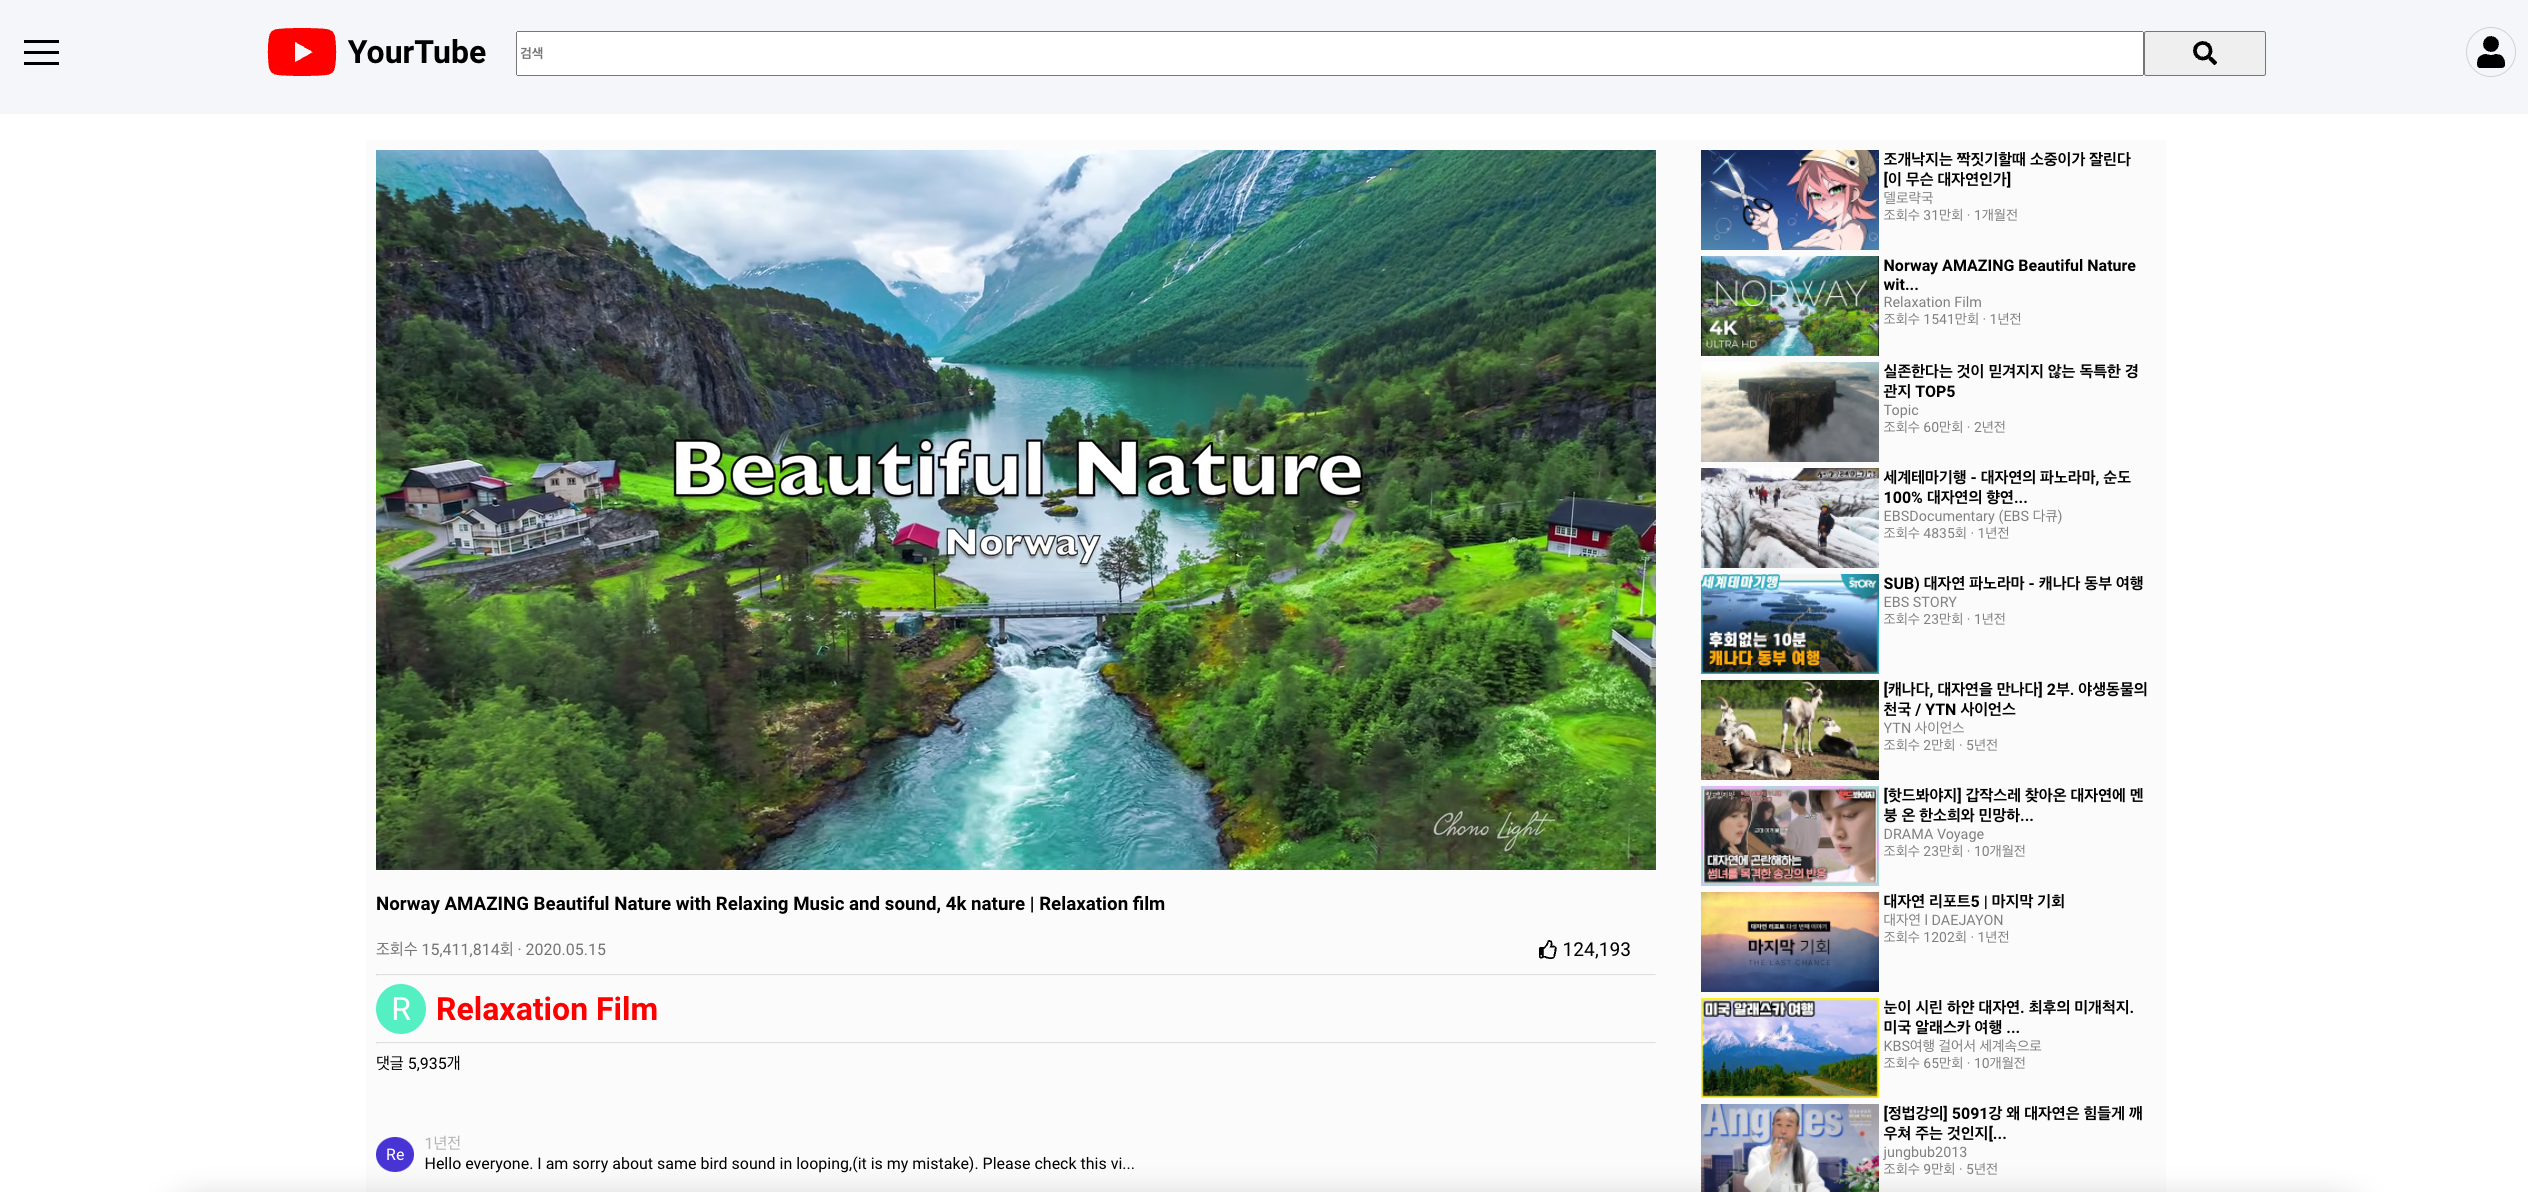 YourTube
검색
Beautiful Nature
Norway
Chono Light
Norway AMAZING Beautiful Nature with Relaxing Music and sound, 4k nature | Relaxation film
조회수 15,411,814회 · 2020.05.15
124,193
R
Relaxation Film
댓글 5,935개
Re
1년전
Hello everyone. I am sorry about same bird sound in looping,(it is my mistake). Please check this vi...
조개낙지는 짝짓기할때 소중이가 잘린다
[이 무슨 대자연인가]
델로략국
조회수 31만회 · 1개월전
NORWAY
4K
ULTRA HD
Norway AMAZING Beautiful Nature
wit...
Relaxation Film
조회수 1541만회 · 1년전
실존한다는 것이 믿겨지지 않는 독특한 경
관지 TOP5
Topic
조회수 60만회 · 2년전
세계테마기행 - 대자연의 파노라마, 순도
100% 대자연의 향연...
EBSDocumentary (EBS 다큐)
조회수 4835회 · 1년전
세계테마기행
STORY
후회없는 10분
캐나다 동부 여행
SUB) 대자연 파노라마 - 캐나다 동부 여행
EBS STORY
조회수 23만회 · 1년전
[캐나다, 대자연을 만나다] 2부. 야생동물의
천국 / YTN 사이언스
YTN 사이언스
조회수 2만회 · 5년전
대자연에 곤란해하는
썸녀를 목격한 송강의 반응
[핫드봐야지] 갑작스레 찾아온 대자연에 멘
붕 온 한소희와 민망하...
DRAMA Voyage
조회수 23만회 · 10개월전
대자연 리포트 다섯 번째 이야기
마지막 기회
THE LAST CHANCE
대자연 리포트5 | 마지막 기회
대자연 l DAEJAYON
조회수 1202회 · 1년전
미국 알래스카 여행
눈이 시린 하얀 대자연. 최후의 미개척지.
미국 알래스카 여행 ...
KBS여행 걸어서 세계속으로
조회수 65만회 · 10개월전
[정법강의] 5091강 왜 대자연은 힘들게 깨
우쳐 주는 것인지[...
jungbub2013
조회수 9만회 · 5년전